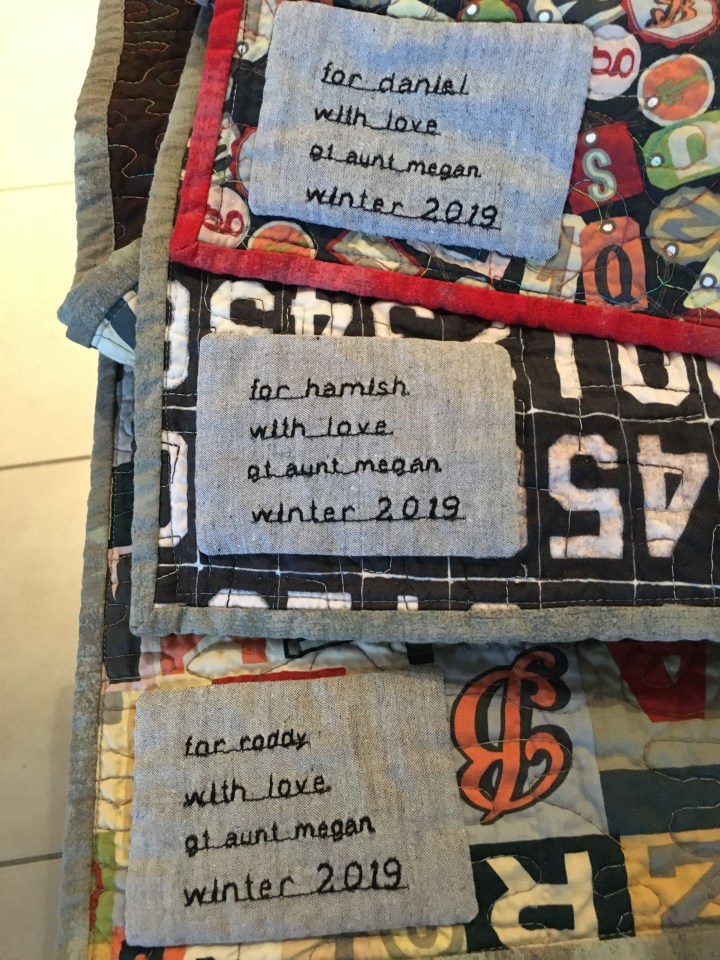 for daniel
with love
gt aunt megan
winter 2019
for hamish
with love
gt aunt megan
winter 2019
45
for roddy
with love
gt aunt megan
winter 2019
B
R